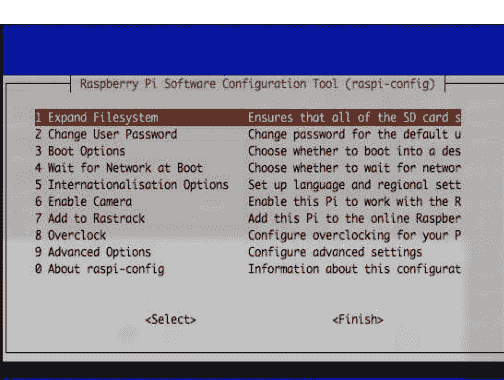 Raspberry Pi Software Configuration Tool (raspi-config)
1 Expand Filesystem Ensures that all of the SD card s
2 Change User Password Change password for the default u
3 Boot Options Choose whether to boot into a des
4 Wait for Network at Boot Choose whether to wait for networ
5 Internationalisation Options Set up language and regional sett
6 Enable Camera Enable this Pi to work with the R
7 Add to Rastrack Add this Pi to the online Raspber
8 Overclock Configure overclocking for your P
9 Advanced Options Configure advanced settings
0 About raspi-config Information about this configurat
<Select> <Finish>